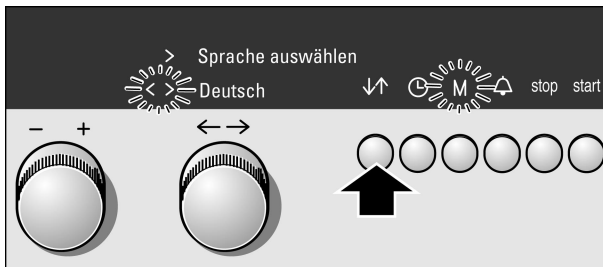 > Sprache auswählen
< > Deutsch
↓↑ M stop start
− + ← →